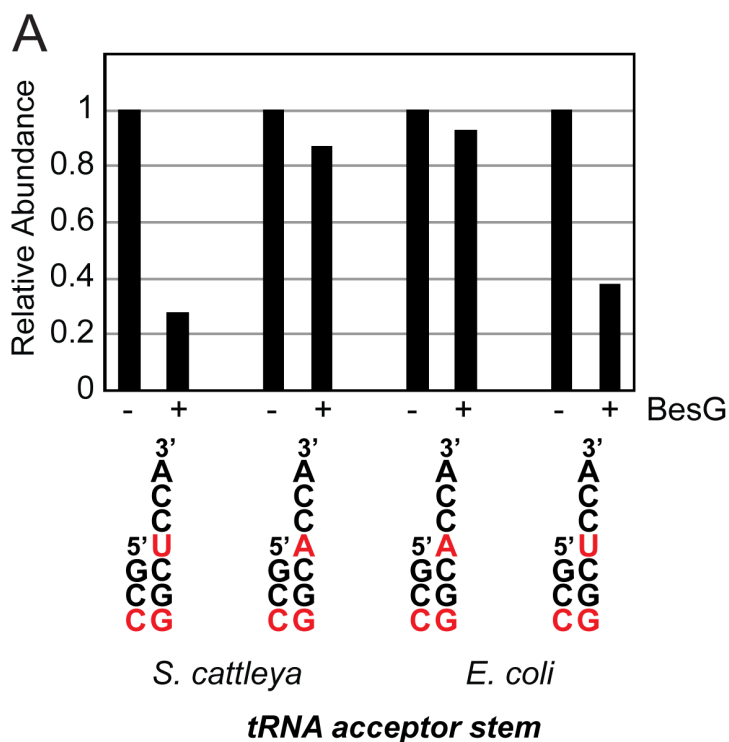 A
Relative Abundance
1
0.8
0.6
0.4
0.2
0
- + - + - + - + BesG
3’ 3’ 3’ 3’
A A A A
C C C C
C C C C
5’ U 5’ A 5’ A 5’ U
GC GC GC GC
CG CG CG CG
CG CG CG CG
S. cattleya E. coli
tRNA acceptor stem